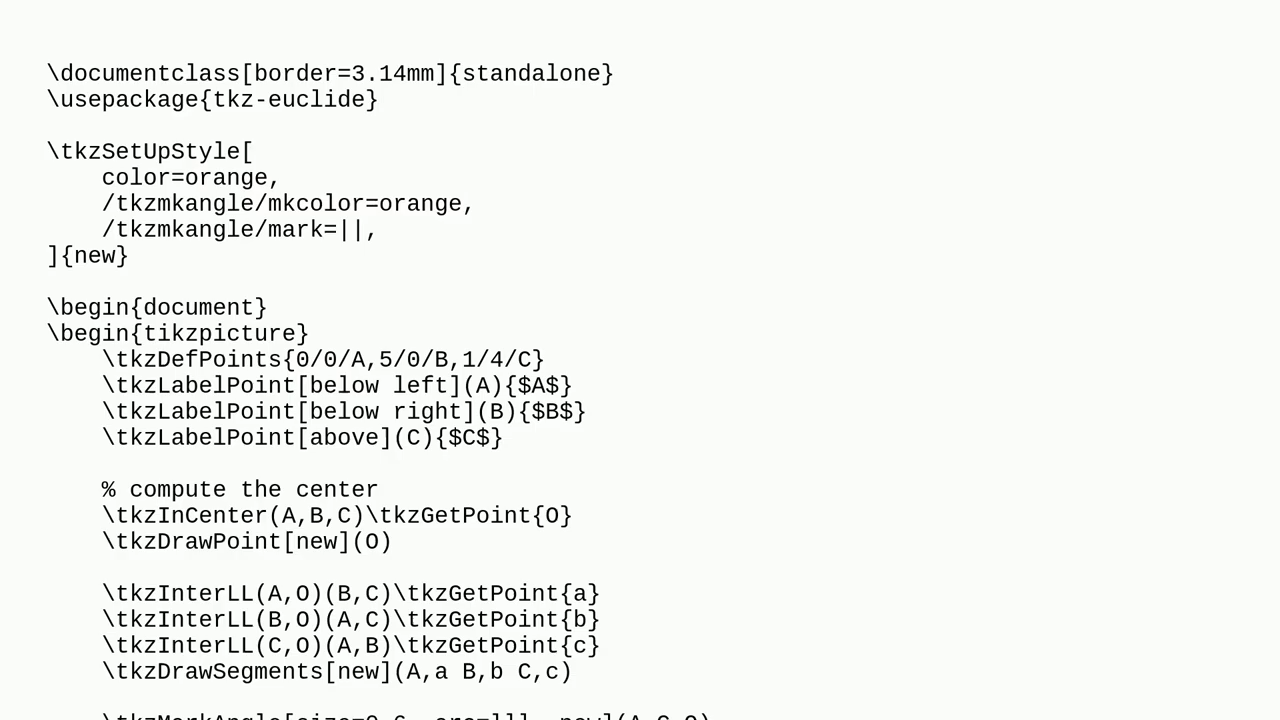 \documentclass[border=3.14mm]{standalone}
\usepackage{tkz-euclide}
\tkzSetUpStyle[
    color=orange,
    /tkzmkangle/mkcolor=orange,
    /tkzmkangle/mark=||,
]{new}
\begin{document}
\begin{tikzpicture}
    \tkzDefPoints{0/0/A,5/0/B,1/4/C}
    \tkzLabelPoint[below left](A){$A$}
    \tkzLabelPoint[below right](B){$B$}
    \tkzLabelPoint[above](C){$C$}
    % compute the center
    \tkzInCenter(A,B,C)\tkzGetPoint{O}
    \tkzDrawPoint[new](O)
    \tkzInterLL(A,O)(B,C)\tkzGetPoint{a}
    \tkzInterLL(B,O)(A,C)\tkzGetPoint{b}
    \tkzInterLL(C,O)(A,B)\tkzGetPoint{c}
    \tkzDrawSegments[new](A,a B,b C,c)